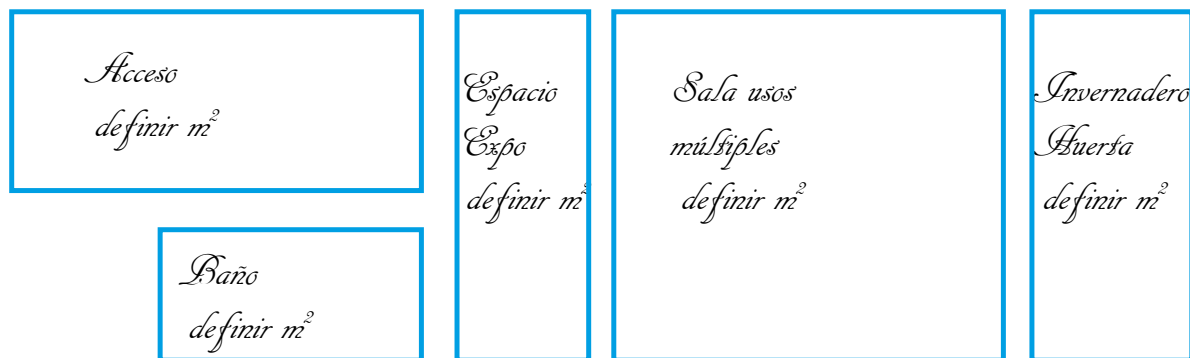 Acceso
definir m²
Baño
definir m²
Espacio
Expo
definir m²
Sala usos
múltiples
definir m²
Invernadero
Huerta
definir m²